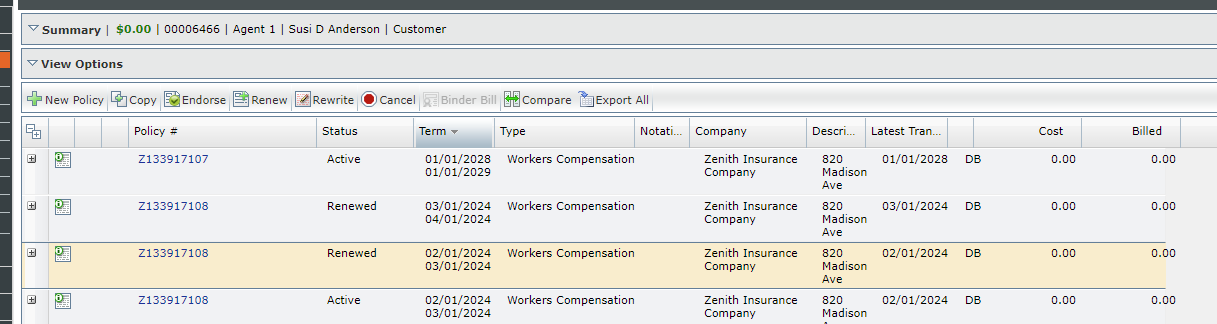 Summary | $0.00 | 00006466 | Agent 1 | Susi D Anderson | Customer
View Options
New Policy Copy Endorse Renew Rewrite Cancel Binder Bill Compare Export All
Policy # Status Term Type Notati... Company Descri... Latest Tran... Cost Billed
Z133917107 Active 01/01/2028 Workers Compensation Zenith Insurance 820 01/01/2028 DB 0.00 0.00
01/01/2029 Company Madison
Ave
Z133917108 Renewed 03/01/2024 Workers Compensation Zenith Insurance 820 03/01/2024 DB 0.00 0.00
04/01/2024 Company Madison
Ave
Z133917108 Renewed 02/01/2024 Workers Compensation Zenith Insurance 820 02/01/2024 DB 0.00 0.00
03/01/2024 Company Madison
Ave
Z133917108 Active 02/01/2024 Workers Compensation Zenith Insurance 820 02/01/2024 DB 0.00 0.00
03/01/2024 Company Madison